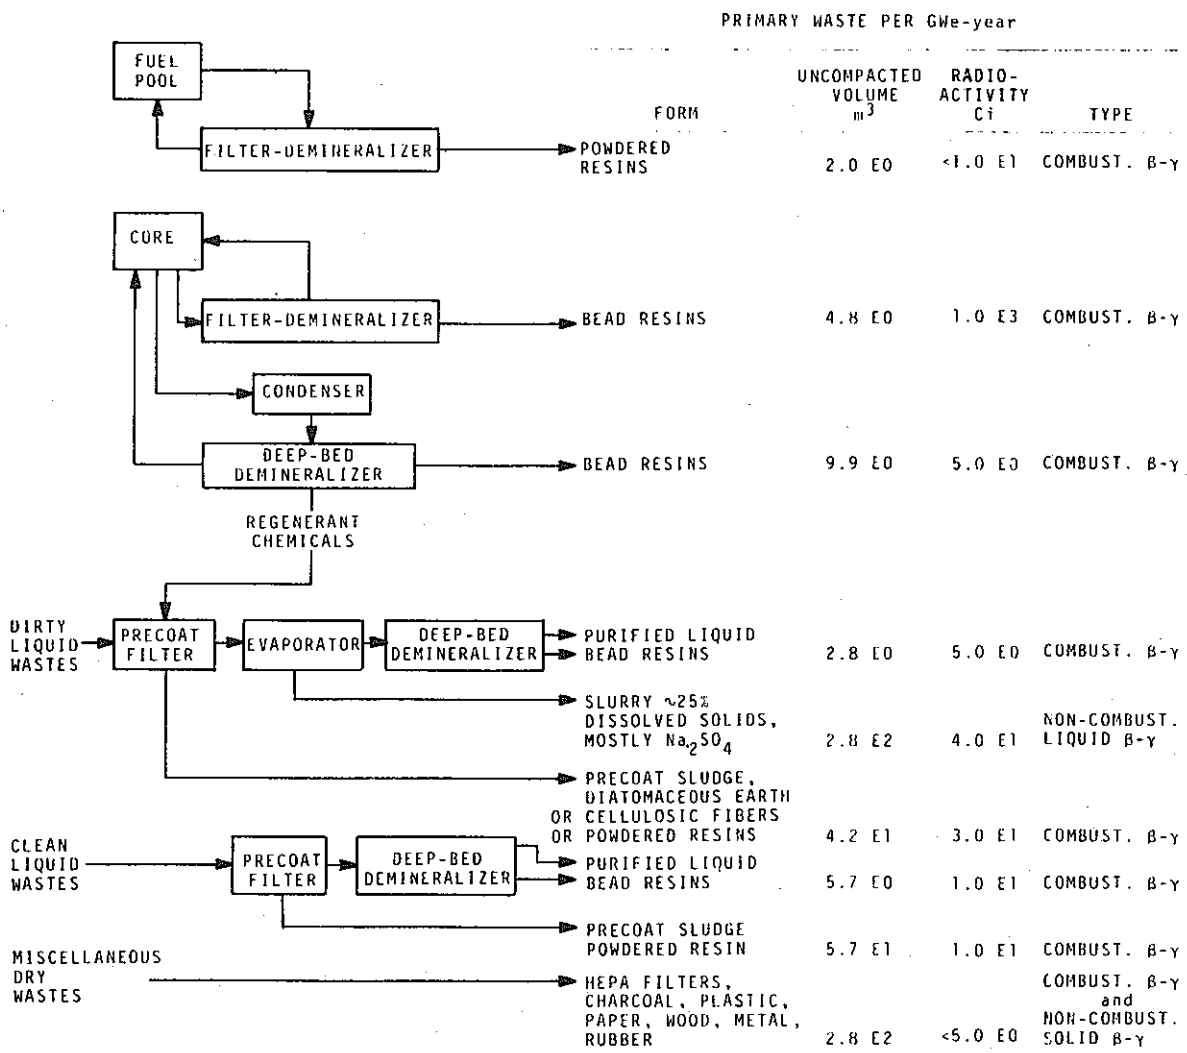 PRIMARY WASTE PER GWe-year
FORM
UNCOMPACTED
VOLUME
m3
RADIO-
ACTIVITY
Ci
TYPE
FUEL
POOL
FILTER-DEMINERALIZER
POWDERED
RESINS
2.0 E0 <1.0 E1 COMBUST. β-γ
CORE
FILTER-DEMINERALIZER
BEAD RESINS 4.8 E0 1.0 E3 COMBUST. β-γ
CONDENSER
DEEP-BED
DEMINERALIZER
BEAD RESINS 9.9 E0 5.0 E0 COMBUST. β-γ
REGENERANT
CHEMICALS
DIRTY
LIQUID
WASTES
PRECOAT
FILTER
EVAPORATOR
DEEP-BED
DEMINERALIZER
PURIFIED LIQUID
BEAD RESINS 2.8 E0 5.0 E0 COMBUST. β-γ
SLURRY ~25%
DISSOLVED SOLIDS,
MOSTLY Na2SO4 2.8 E2 4.0 E1
NON-COMBUST.
LIQUID β-γ
PRECOAT SLUDGE,
DIATOMACEOUS EARTH
OR CELLULOSIC FIBERS
OR POWDERED RESINS 4.2 E1 3.0 E1 COMBUST. β-γ
CLEAN
LIQUID
WASTES
PRECOAT
FILTER
DEEP-BED
DEMINERALIZER
PURIFIED LIQUID
BEAD RESINS 5.7 E0 1.0 E1 COMBUST. β-γ
PRECOAT SLUDGE
POWDERED RESIN 5.7 E1 1.0 E1 COMBUST. β-γ
MISCELLANEOUS
DRY
WASTES
HEPA FILTERS,
CHARCOAL, PLASTIC,
PAPER, WOOD, METAL,
RUBBER 2.8 E2 <5.0 E0
COMBUST. β-γ
and
NON-COMBUST.
SOLID β-γ